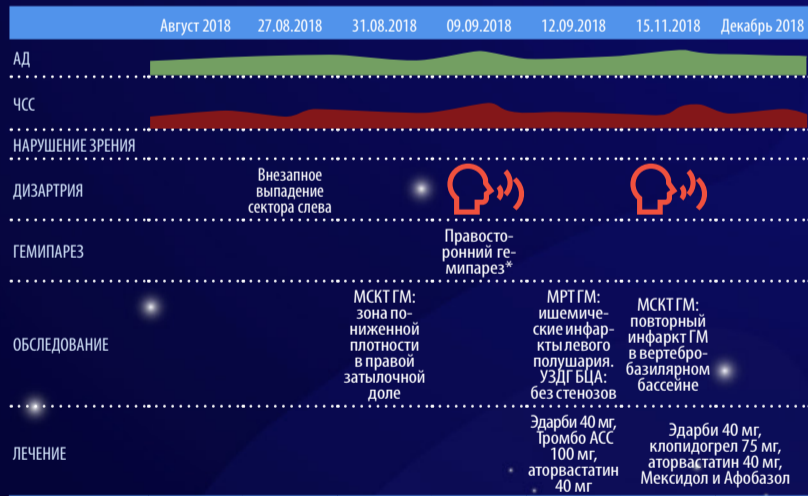 Август 2018 27.08.2018 31.08.2018 09.09.2018 12.09.2018 15.11.2018 Декабрь 2018
АД
ЧСС
НАРУШЕНИЕ ЗРЕНИЯ
ДИЗАРТРИЯ
Внезапное
выпадение
сектора слева
ГЕМИПАРЕЗ
Правосто-
ронний ге-
мипарез*
ОБСЛЕДОВАНИЕ
МСКТ ГМ:
зона по-
ниженной
плотности
в правой
затылочной
доле
МРТ ГМ:
ишемиче-
ские инфар-
кты левого
полушария.
УЗДГ БЦА:
без стенозов
МСКТ ГМ:
повторный
инфаркт ГМ
в вертебро-
базилярном
бассейне
ЛЕЧЕНИЕ
Эдарби 40 мг,
Тромбо АСС
100 мг,
аторвастатин
40 мг
Эдарби 40 мг,
клопидогрел 75 мг,
аторвастатин 40 мг,
Мексидол и Афобазол